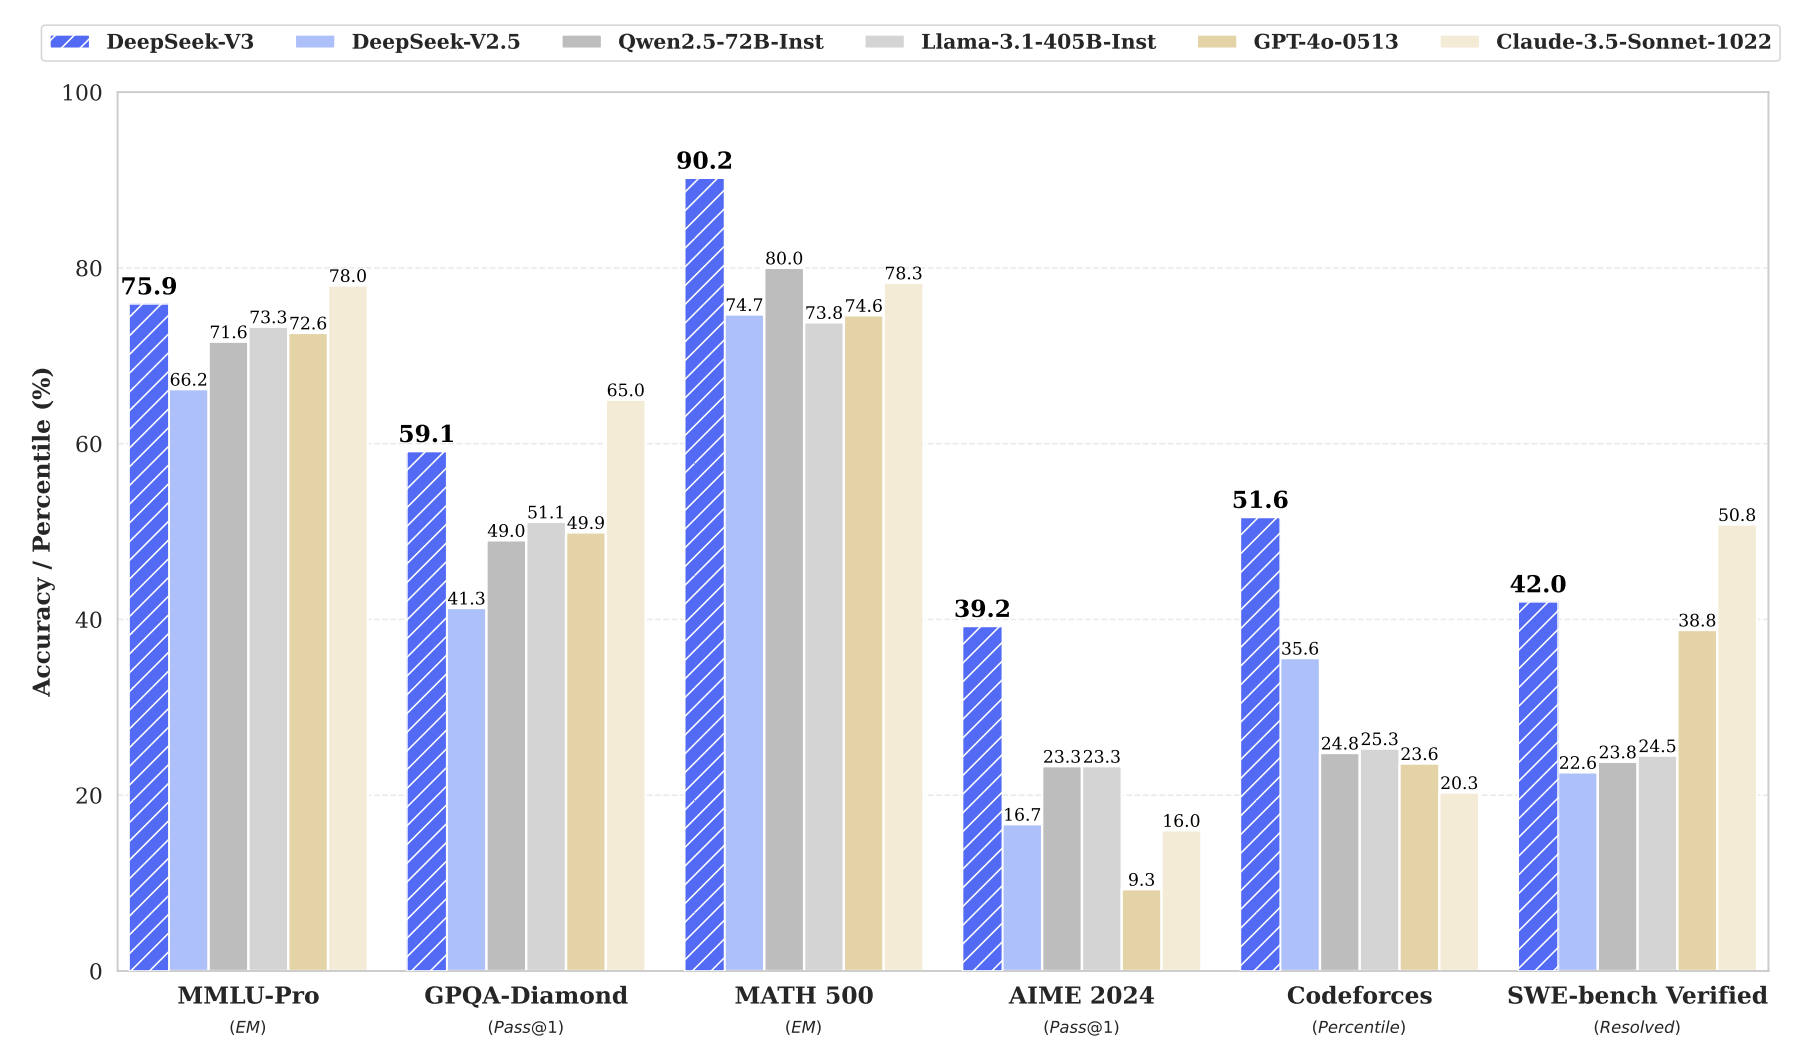 DeepSeek-V3 DeepSeek-V2.5 Qwen2.5-72B-Inst Llama-3.1-405B-Inst GPT-4o-0513 Claude-3.5-Sonnet-1022
Accuracy / Percentile (%)
100
80
60
40
20
0
75.9 66.2 71.6 73.3 72.6 78.0
59.1 41.3 49.0 51.1 49.9 65.0
90.2 74.7 80.0 73.8 74.6 78.3
39.2 16.7 23.3 23.3 9.3 16.0
51.6 35.6 24.8 25.3 23.6 20.3
42.0 22.6 23.8 24.5 38.8 50.8
MMLU-Pro GPQA-Diamond MATH 500 AIME 2024 Codeforces SWE-bench Verified
(EM) (Pass@1) (EM) (Pass@1) (Percentile) (Resolved)